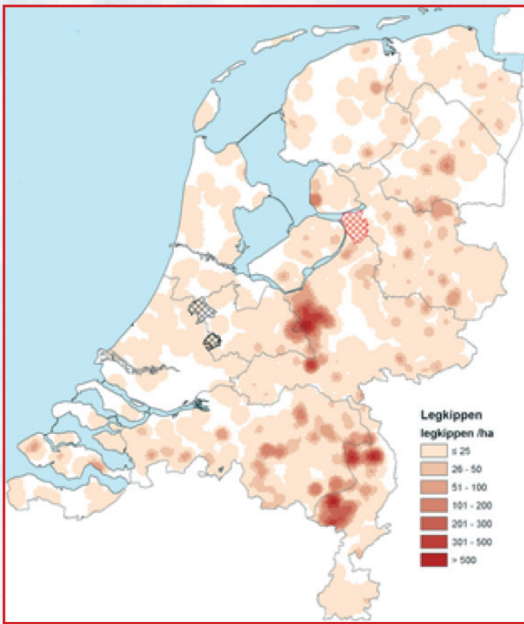 Legkippen
legkippen /ha
≤ 25
26 - 50
51 - 100
101 - 200
201 - 300
301 - 500
> 500